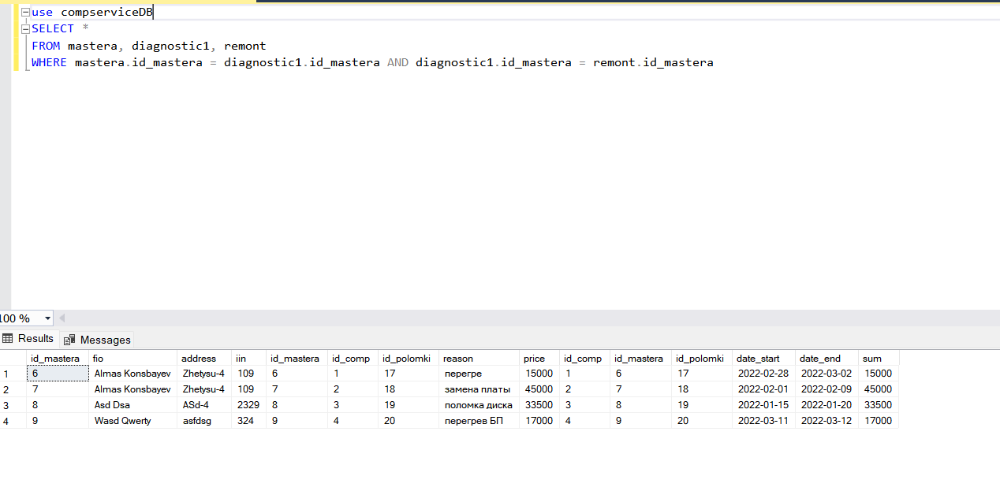 use compserviceDB
SELECT *
FROM mastera, diagnostic1, remont
WHERE mastera.id_mastera = diagnostic1.id_mastera AND diagnostic1.id_mastera = remont.id_mastera
100 %
Results Messages
id_mastera fio address iin id_mastera id_comp id_polomki reason price id_comp id_mastera id_polomki date_start date_end sum
1 6 Almas Konsbayev Zhetysu-4 109 6 1 17 перегре 15000 1 6 17 2022-02-28 2022-03-02 15000
2 7 Almas Konsbayev Zhetysu-4 109 7 2 18 замена платы 45000 2 7 18 2022-02-01 2022-02-09 45000
3 8 Asd Dsa ASd-4 2329 8 3 19 поломка диска 33500 3 8 19 2022-01-15 2022-01-20 33500
4 9 Wasd Qwerty asfdsg 324 9 4 20 перегрев БП 17000 4 9 20 2022-03-11 2022-03-12 17000